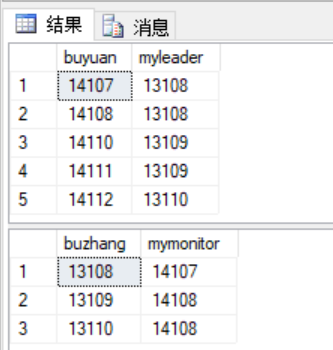 结果 消息
buyuan myleader
1 14107 13108
2 14108 13108
3 14110 13109
4 14111 13109
5 14112 13110
buzhang mymonitor
1 13108 14107
2 13109 14108
3 13110 14108